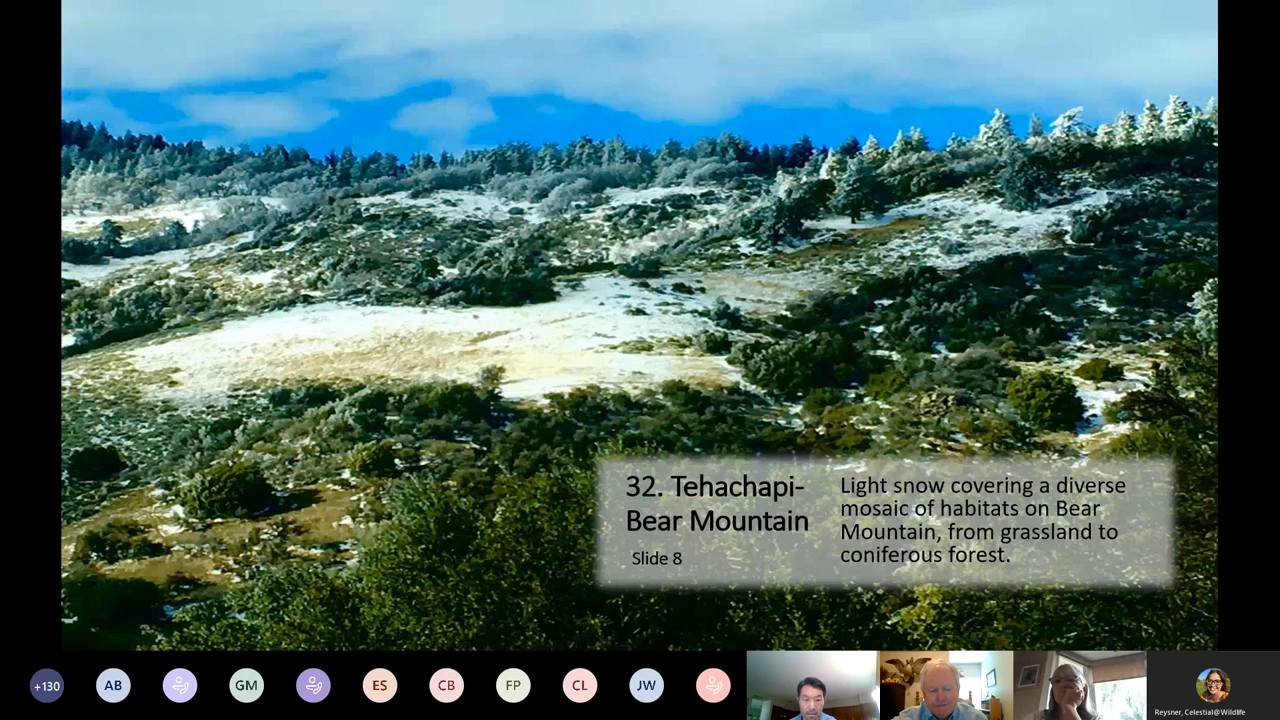 32. Tehachapi-
Bear Mountain
Slide 8
Light snow covering a diverse
mosaic of habitats on Bear
Mountain, from grassland to
coniferous forest.
+130
AB
GM
ES
CB
FP
CL
JW
Reysner, Celestial@Wildlife